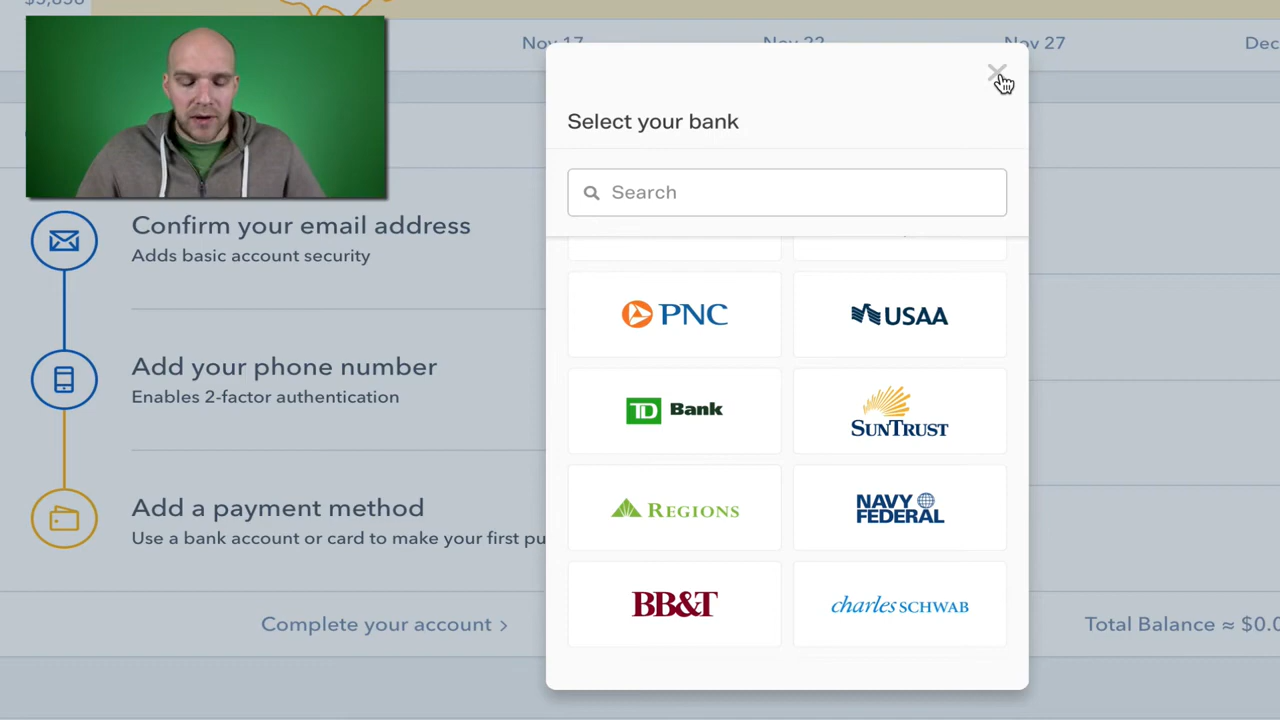 Nov 17
Nov 22
Nov 27
Dec
Select your bank
Search
Confirm your email address
Adds basic account security
PNC
USAA
Add your phone number
Enables 2-factor authentication
TD Bank
SUNTRUST
REGIONS
NAVY
FEDERAL
Add a payment method
Use a bank account or card to make your first pu
BB&T
charles SCHWAB
Complete your account >
Total Balance ≈ $0.0